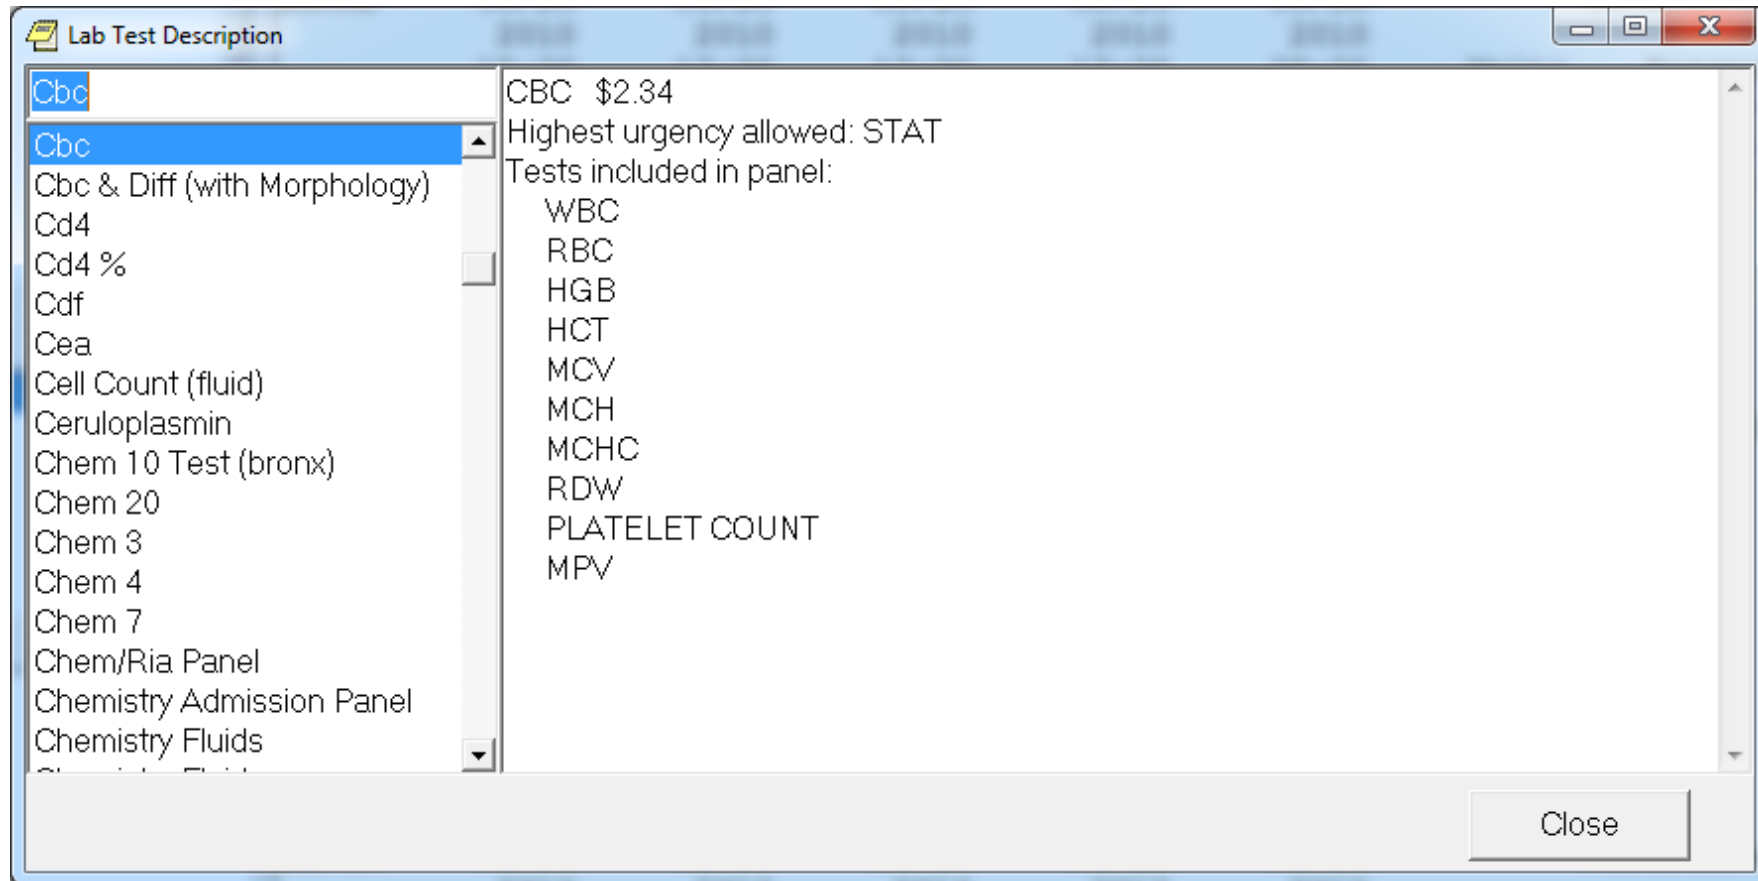 Lab Test Description
Cbc
Cbc
Cbc & Diff (with Morphology)
Cd4
Cd4 %
Cdf
Cea
Cell Count (fluid)
Ceruloplasmin
Chem 10 Test (bronx)
Chem 20
Chem 3
Chem 4
Chem 7
Chem/Ria Panel
Chemistry Admission Panel
Chemistry Fluids
CBC $2.34
Highest urgency allowed: STAT
Tests included in panel:
WBC
RBC
HGB
HCT
MCV
MCH
MCHC
RDW
PLATELET COUNT
MPV
Close